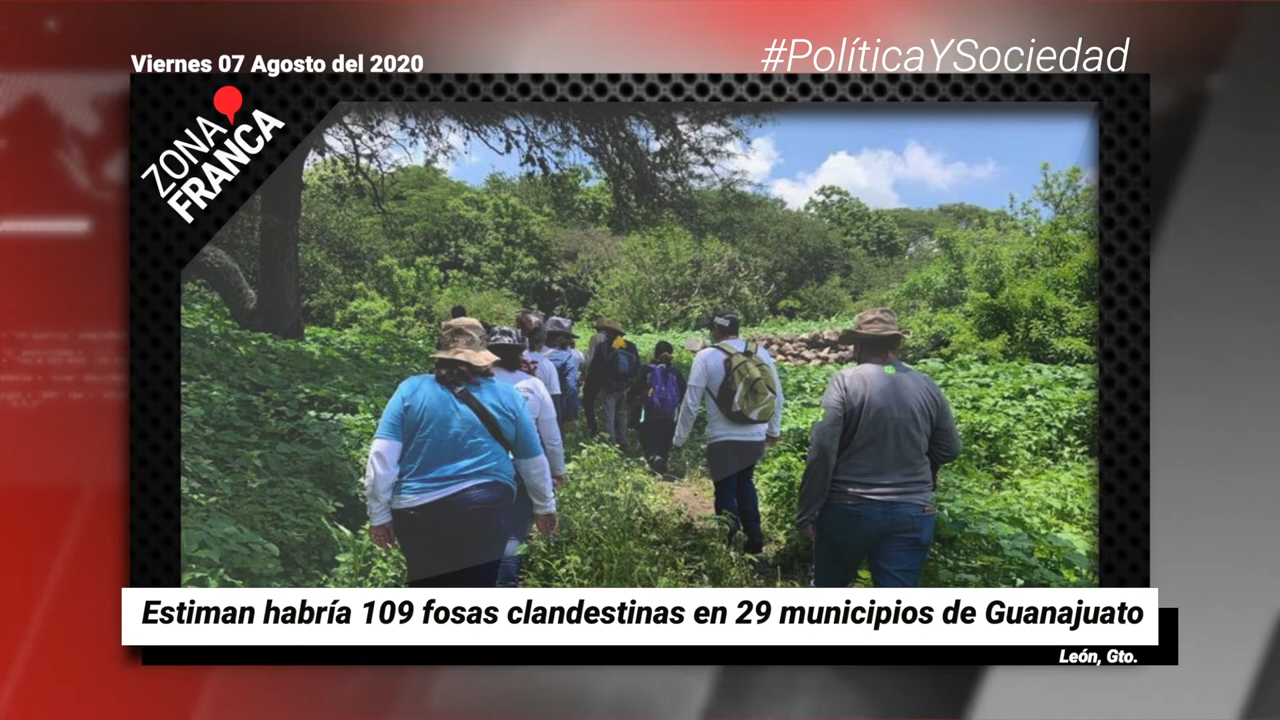 Viernes 07 Agosto del 2020
#PolíticaYSociedad
ZONA
FRANCA
Estiman habría 109 fosas clandestinas en 29 municipios de Guanajuato
León, Gto.